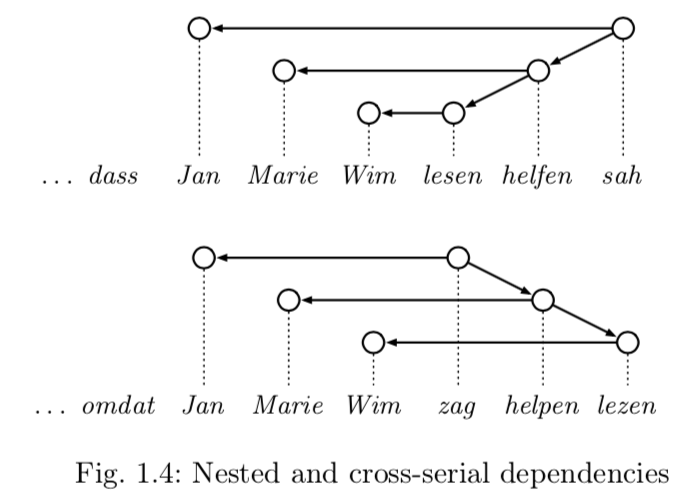 ... dass Jan Marie Wim lesen helfen sah
... omdat Jan Marie Wim zag helpen lezen
Fig. 1.4: Nested and cross-serial dependencies